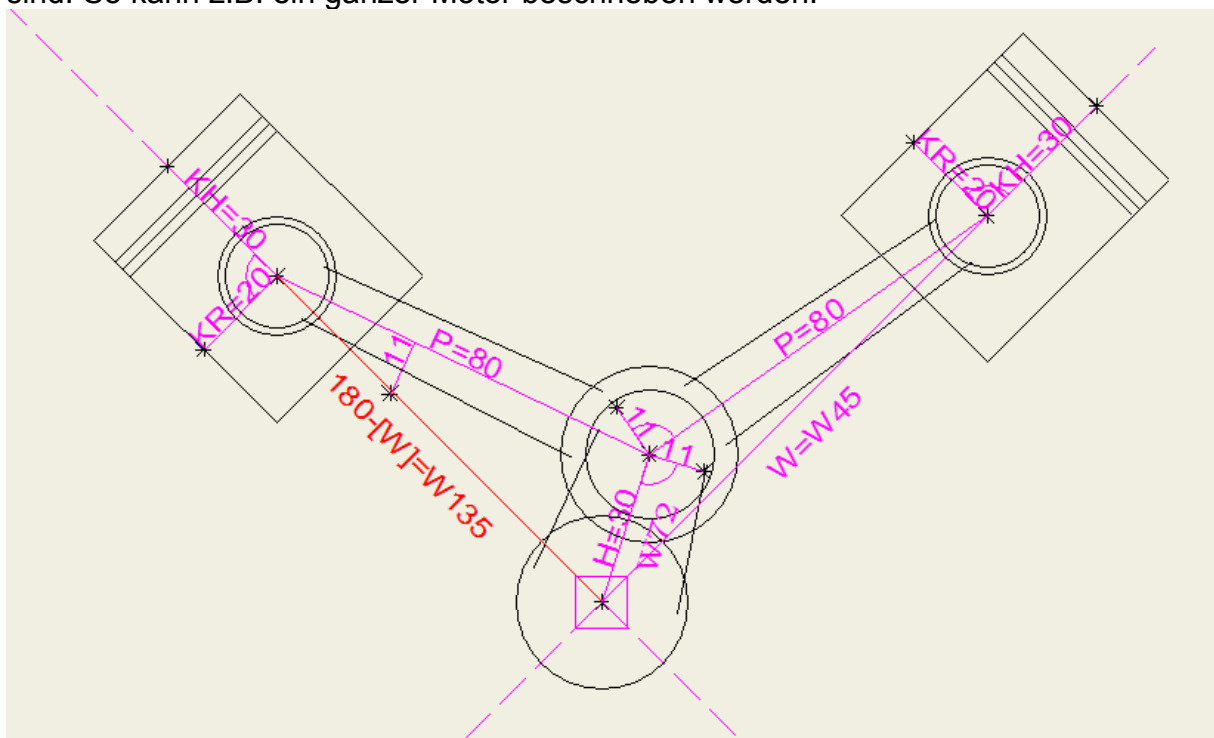 sind. So kann z.B. ein ganzer Motor beschrieben werden.
KH=30
KR=20
P=80
11
180-[W]=W135
11
11
H=30
W72
P=80
W=W45
KR=20
KH=30